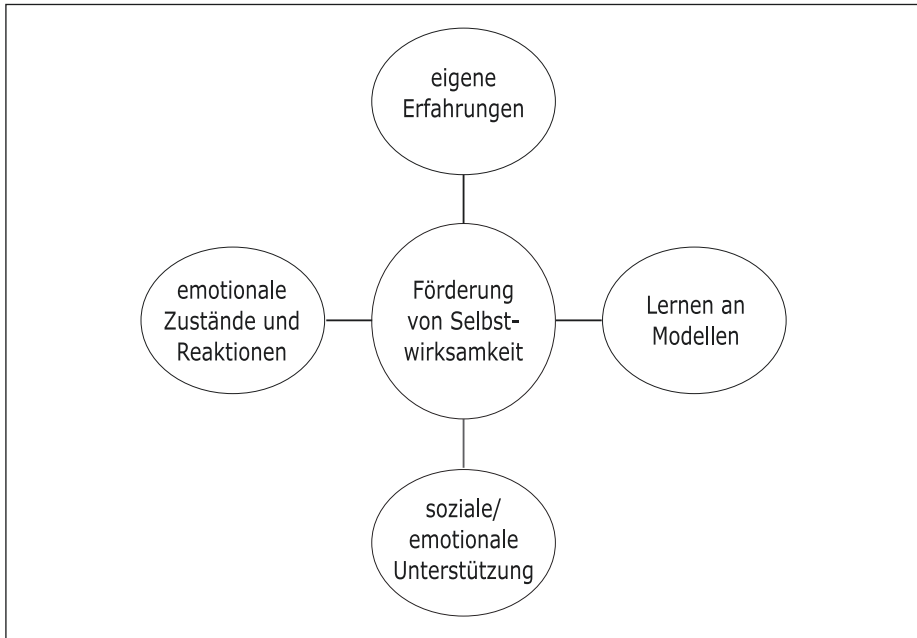 eigene
Erfahrungen
emotionale
Zustände und
Reaktionen
Förderung
von Selbst-
wirksamkeit
Lernen an
Modellen
soziale/
emotionale
Unterstützung